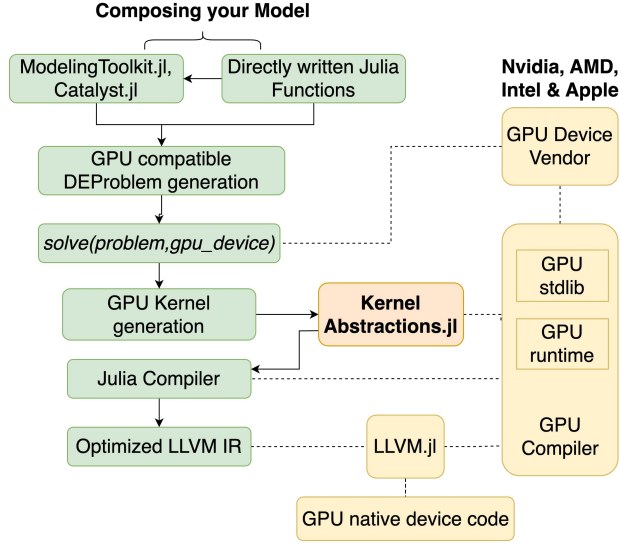 Composing your Model
ModelingToolkit.jl,
Catalyst.jl
Directly written Julia
Functions
Nvidia, AMD,
Intel & Apple
GPU Device
Vendor
GPU compatible
DEProblem generation
solve(problem,gpu_device)
GPU
stdlib
GPU Kernel
generation
Kernel
Abstractions.jl
GPU
runtime
Julia Compiler
GPU
Compiler
Optimized LLVM IR
LLVM.jl
GPU native device code